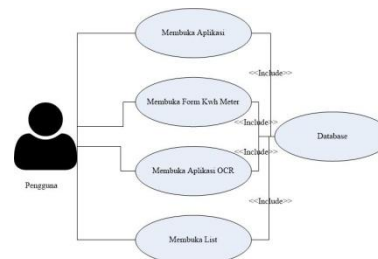 Membuka Aplikasi
<<Include>>
Membuka Form Kwh Meter
<<Include>>
Database
<<Include>>
Membuka Aplikasi OCR
Pengguna
<<Include>>
Membuka List